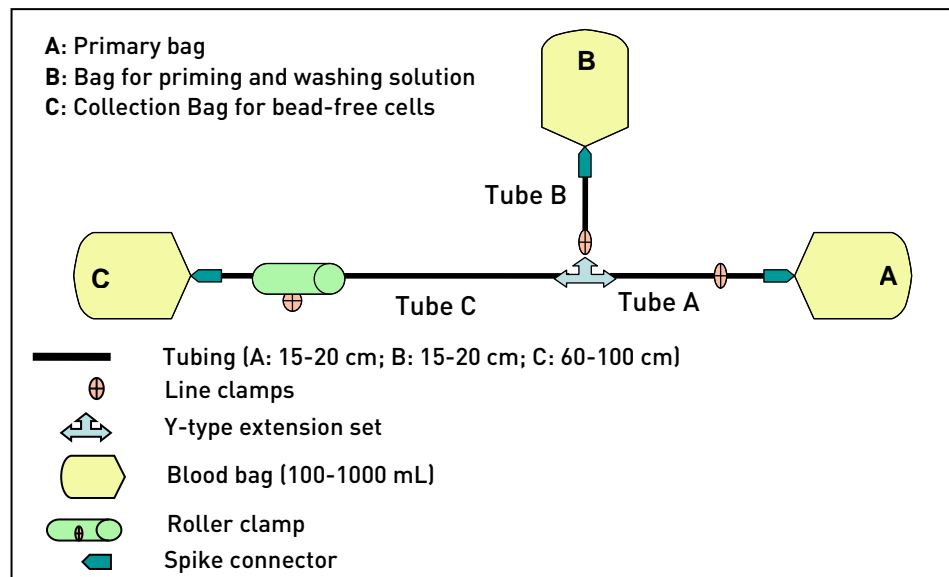 A: Primary bag
B: Bag for priming and washing solution
C: Collection Bag for bead-free cells
B
Tube B
C
A
Tube C
Tube A
Tubing (A: 15-20 cm; B: 15-20 cm; C: 60-100 cm)
Line clamps
Y-type extension set
Blood bag (100-1000 mL)
Roller clamp
Spike connector